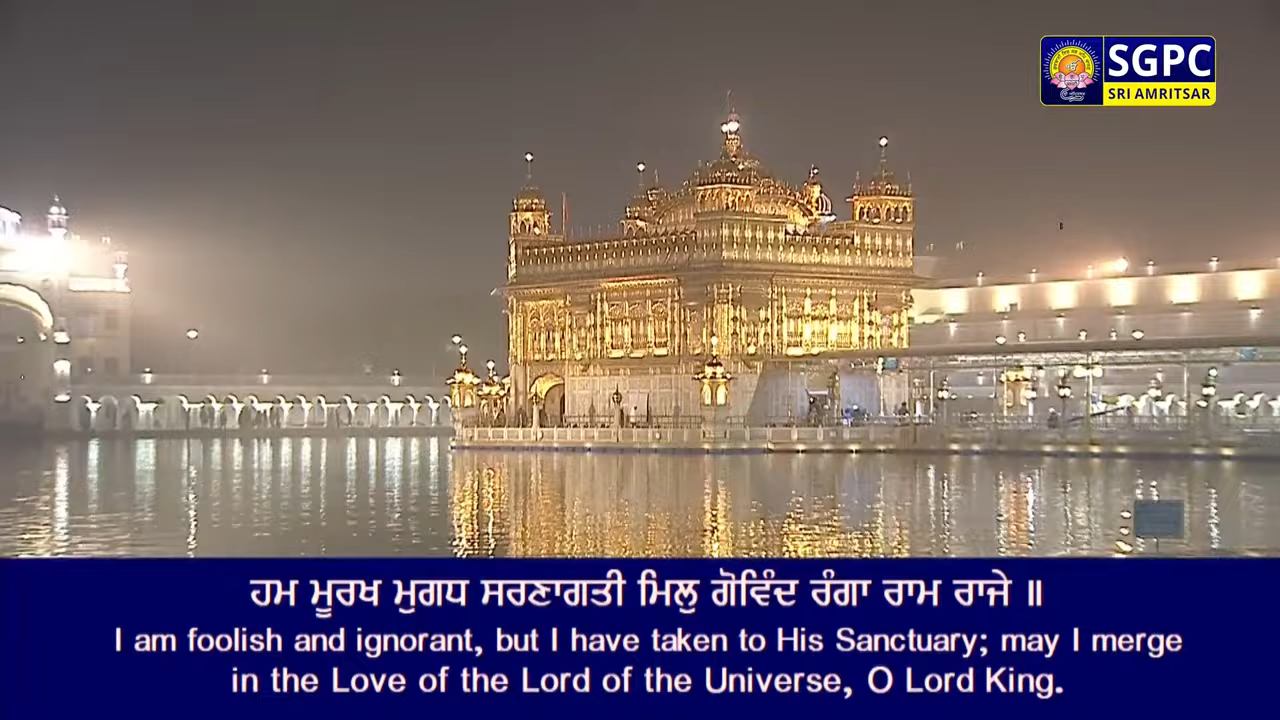 SGPC
SRI AMRITSAR
ਹਮ ਮੂਰਖ ਮੁਗਧ ਸਰਣਾਗਤੀ ਮਿਲੁ ਗੋਵਿੰਦ ਰੰਗਾ ਰਾਮ ਰਾਜੇ ॥
I am foolish and ignorant, but I have taken to His Sanctuary; may I merge
in the Love of the Lord of the Universe, O Lord King.